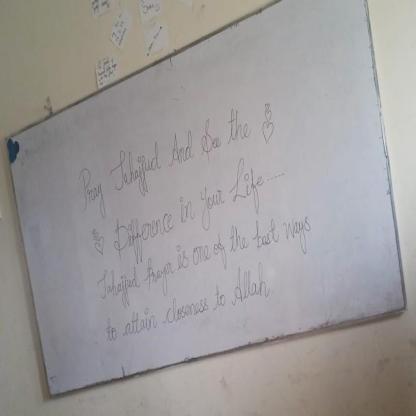 Pray Tahajjud And See the
Difference in Your Life.....
Tahajjud Prayer is one of the best ways
to attain closeness to Allah